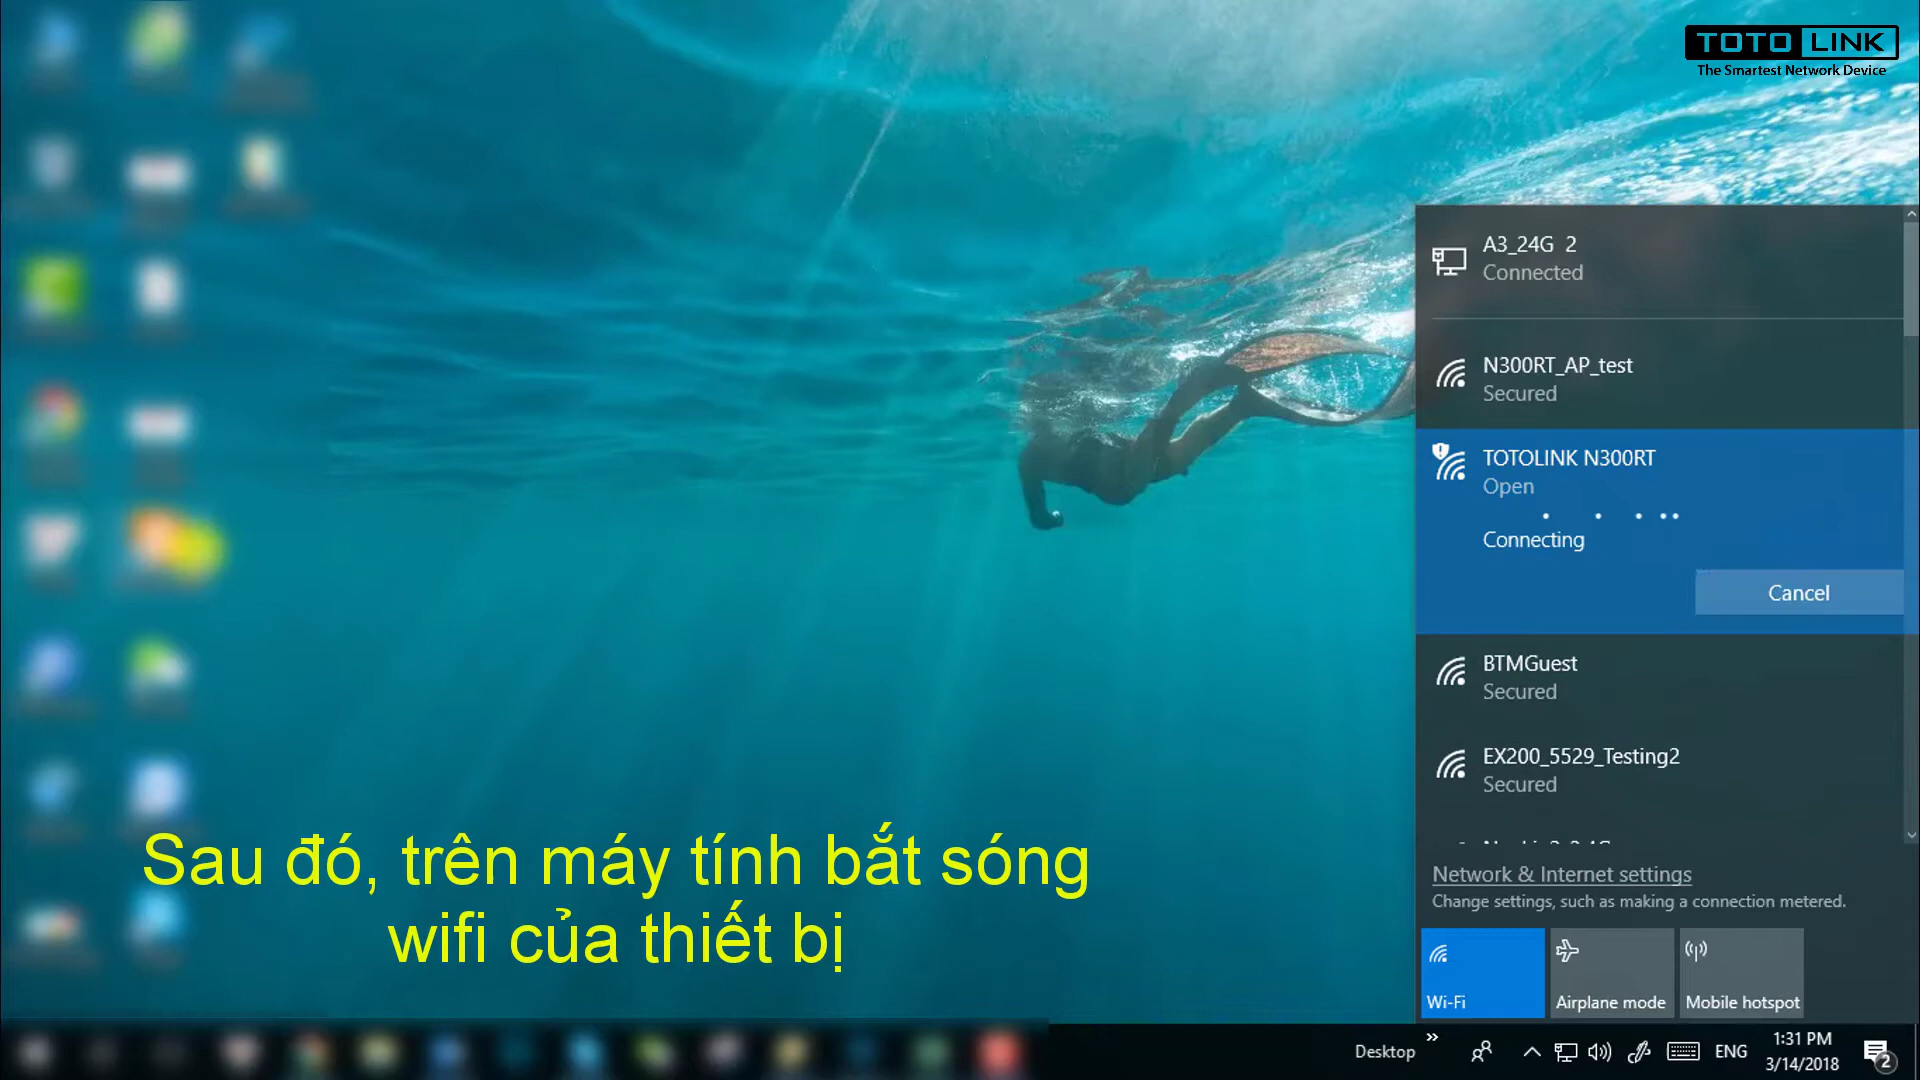 TOTO LINK
The Smartest Network Device
A3_24G 2
Connected
N300RT_AP_test
Secured
TOTOLINK N300RT
Open
Connecting
Cancel
BTMGuest
Secured
EX200_5529_Testing2
Secured
Network & Internet settings
Change settings, such as making a connection metered.
Wi-Fi
Airplane mode
Mobile hotspot
Sau đó, trên máy tính bắt sóng
wifi của thiết bị
Desktop
ENG
1:31 PM
3/14/2018
2